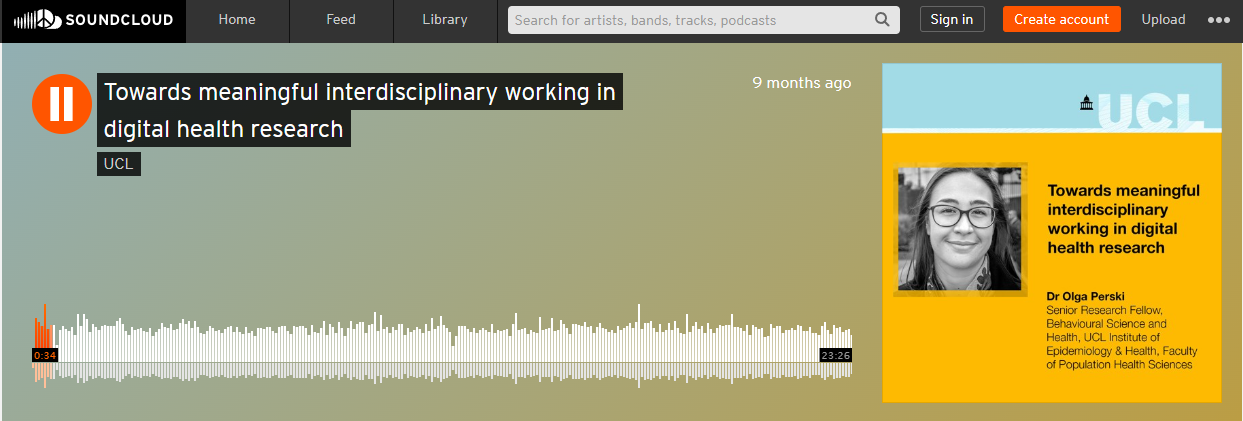 SOUNDCLOUD
Home
Feed
Library
Search for artists, bands, tracks, podcasts
Sign in
Create account
Upload
Towards meaningful interdisciplinary working in
digital health research
UCL
9 months ago
0:34
23:26
UCL
Towards meaningful
interdisciplinary
working in digital
health research
Dr Olga Perski
Senior Research Fellow,
Behavioural Science and
Health, UCL Institute of
Epidemiology & Health, Faculty
of Population Health Sciences